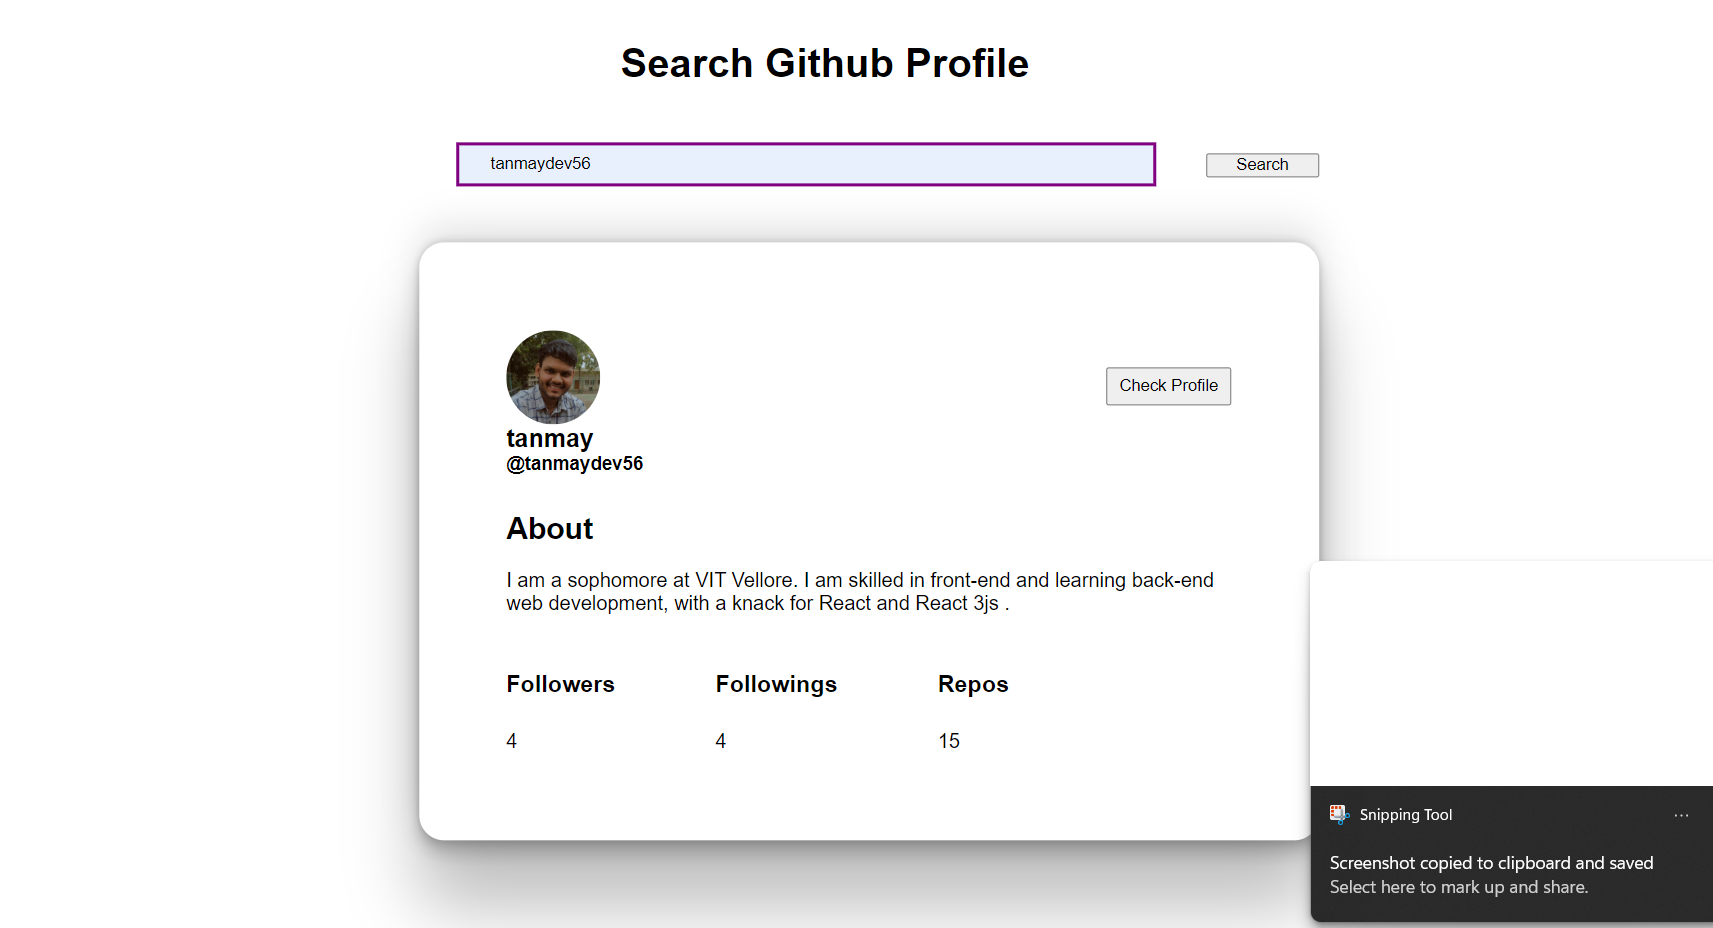 Search Github Profile
tanmaydev56
Search
Check Profile
tanmay
@tanmaydev56
About
I am a sophomore at VIT Vellore. I am skilled in front-end and learning back-end
web development, with a knack for React and React 3js .
Followers Followings Repos
4 4 15
Snipping Tool ...
Screenshot copied to clipboard and saved
Select here to mark up and share.